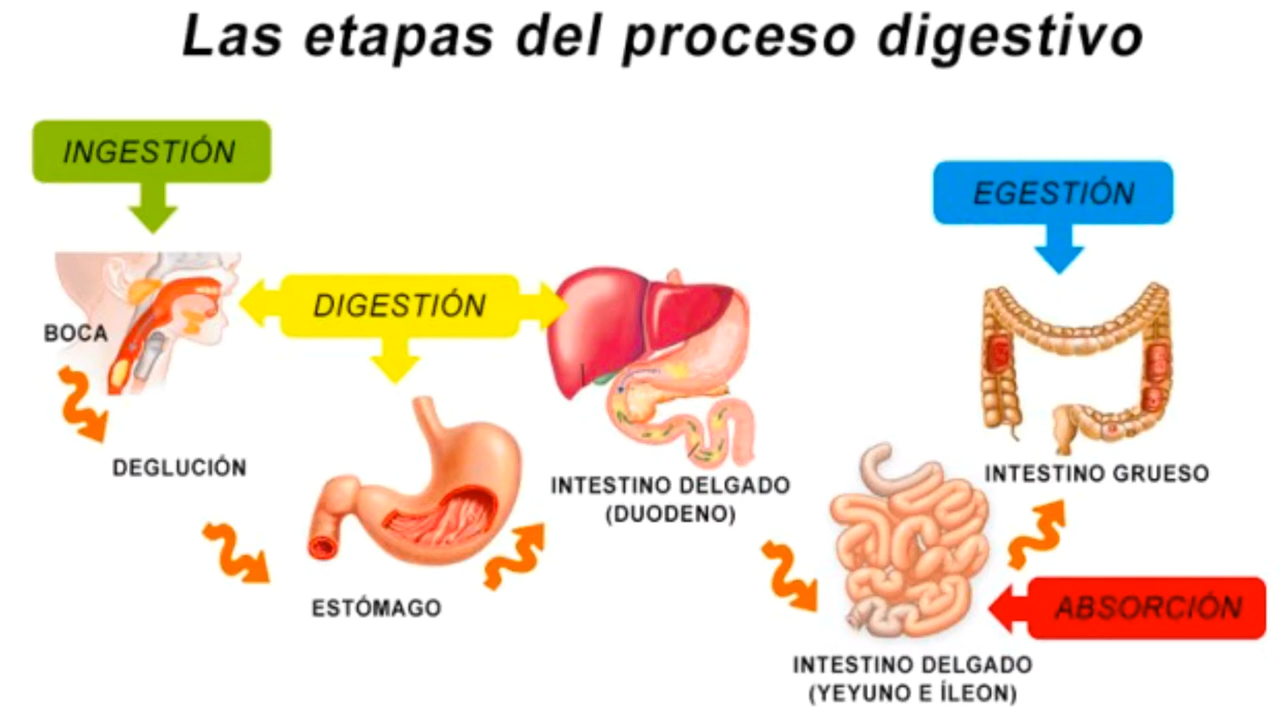 Las etapas del proceso digestivo
INGESTIÓN
EGESTIÓN
DIGESTIÓN
BOCA
DEGLUCIÓN
INTESTINO DELGADO
(DUODENO)
INTESTINO GRUESO
ESTÓMAGO
ABSORCIÓN
INTESTINO DELGADO
(YEYUNO E ÍLEON)